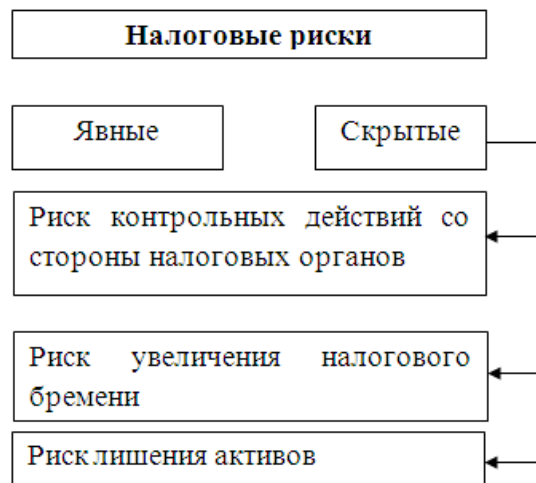 Налоговые риски
Явные
Скрытые
Риск контрольных действий со
стороны налоговых органов
Риск увеличения налогового
бремени
Риск лишения активов